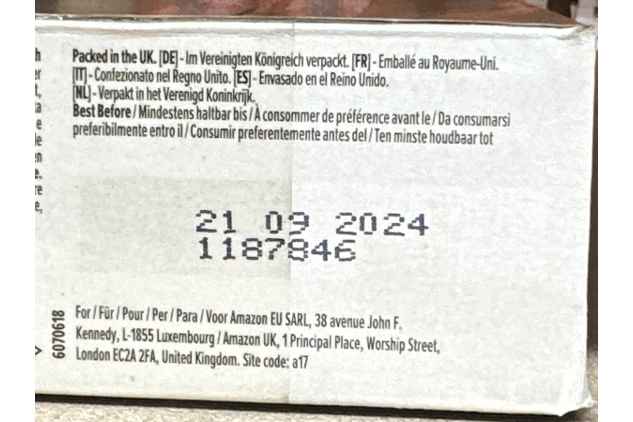 Packed in the UK. [DE] - Im Vereinigten Königreich verpackt. [FR] - Emballé au Royaume-Uni.
[IT] - Confezionato nel Regno Unito. [ES] - Envasado en el Reino Unido.
[NL] - Verpakt in het Verenigd Koninkrijk.
Best Before / Mindestens haltbar bis / À consommer de préférence avant le / Da consumarsi
preferibilmente entro il / Consumir preferentemente antes del / Ten minste houdbaar tot
21 09 2024
1187846
For / Für / Pour / Per / Para / Voor Amazon EU SARL, 38 avenue John F.
Kennedy, L-1855 Luxembourg / Amazon UK, 1 Principal Place, Worship Street,
London EC2A 2FA, United Kingdom. Site code: a17
6070618